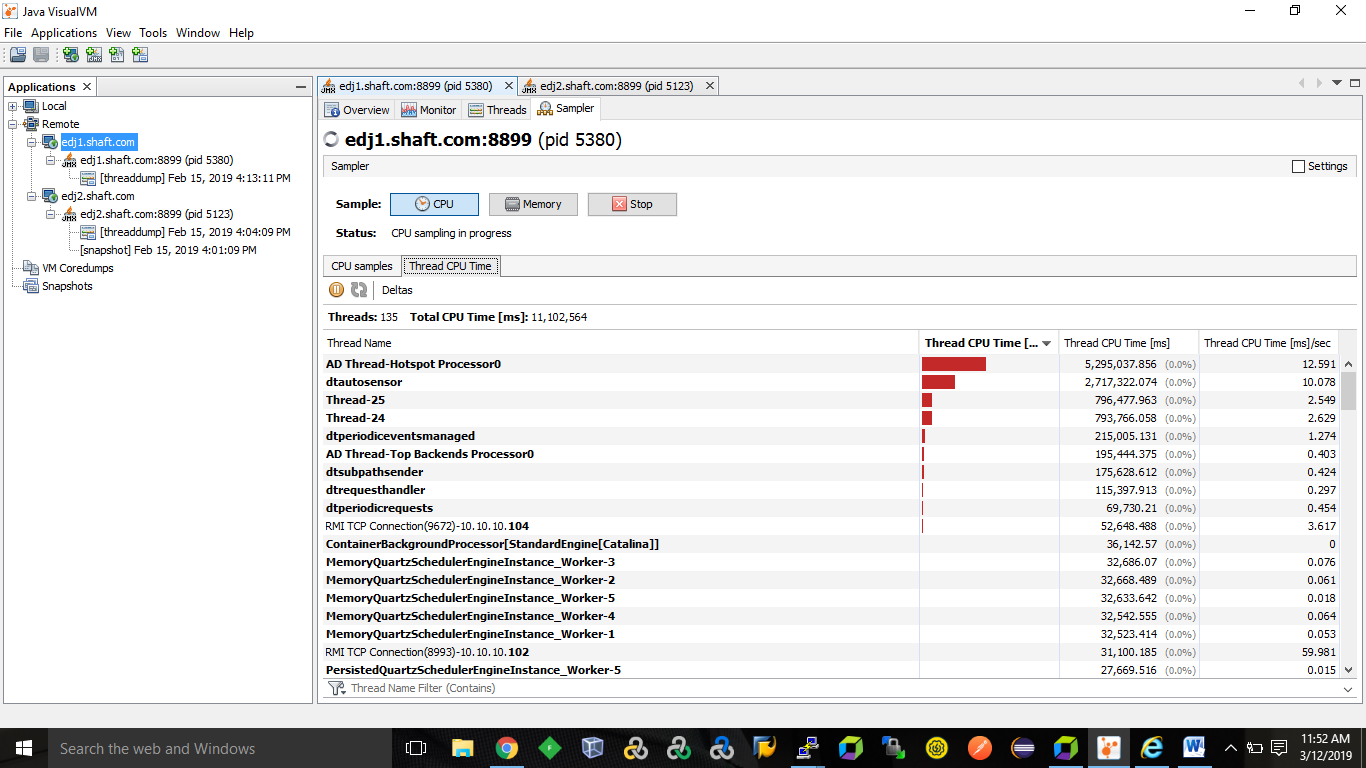 Java VisualVM
File Applications View Tools Window Help
Applications
Local
Remote
edj1.shaft.com
edj1.shaft.com:8899 (pid 5380)
[threaddump] Feb 15, 2019 4:13:11 PM
edj2.shaft.com
edj2.shaft.com:8899 (pid 5123)
[threaddump] Feb 15, 2019 4:04:09 PM
[snapshot] Feb 15, 2019 4:01:09 PM
VM Coredumps
Snapshots
edj1.shaft.com:8899 (pid 5380) edj2.shaft.com:8899 (pid 5123)
Overview Monitor Threads Sampler
edj1.shaft.com:8899 (pid 5380)
Sampler Settings
Sample: CPU Memory Stop
Status: CPU sampling in progress
CPU samples Thread CPU Time
Deltas
Threads: 135 Total CPU Time [ms]: 11,102,564
Thread Name Thread CPU Time [... Thread CPU Time [ms] Thread CPU Time [ms]/sec
AD Thread-Hotspot Processor0 5,295,037.856 (0.0%) 12.591
dtautosensor 2,717,322.074 (0.0%) 10.078
Thread-25 796,477.963 (0.0%) 2.549
Thread-24 793,766.058 (0.0%) 2.629
dtperiodiceventsmanaged 215,005.131 (0.0%) 1.274
AD Thread-Top Backends Processor0 195,444.375 (0.0%) 0.403
dtsubpathsender 175,628.612 (0.0%) 0.424
dtrequesthandler 115,397.913 (0.0%) 0.297
dtperiodicrequests 69,730.21 (0.0%) 0.454
RMI TCP Connection(9672)-10.10.10.104 52,648.488 (0.0%) 3.617
ContainerBackgroundProcessor[StandardEngine[Catalina]] 36,142.57 (0.0%) 0
MemoryQuartzSchedulerEngineInstance_Worker-3 32,686.07 (0.0%) 0.076
MemoryQuartzSchedulerEngineInstance_Worker-2 32,668.489 (0.0%) 0.061
MemoryQuartzSchedulerEngineInstance_Worker-5 32,633.642 (0.0%) 0.018
MemoryQuartzSchedulerEngineInstance_Worker-4 32,542.555 (0.0%) 0.064
MemoryQuartzSchedulerEngineInstance_Worker-1 32,523.414 (0.0%) 0.053
RMI TCP Connection(8993)-10.10.10.102 31,100.185 (0.0%) 59.981
PersistedQuartzSchedulerEngineInstance_Worker-5 27,669.516 (0.0%) 0.015
Thread Name Filter (Contains)
Search the web and Windows
11:52 AM
3/12/2019